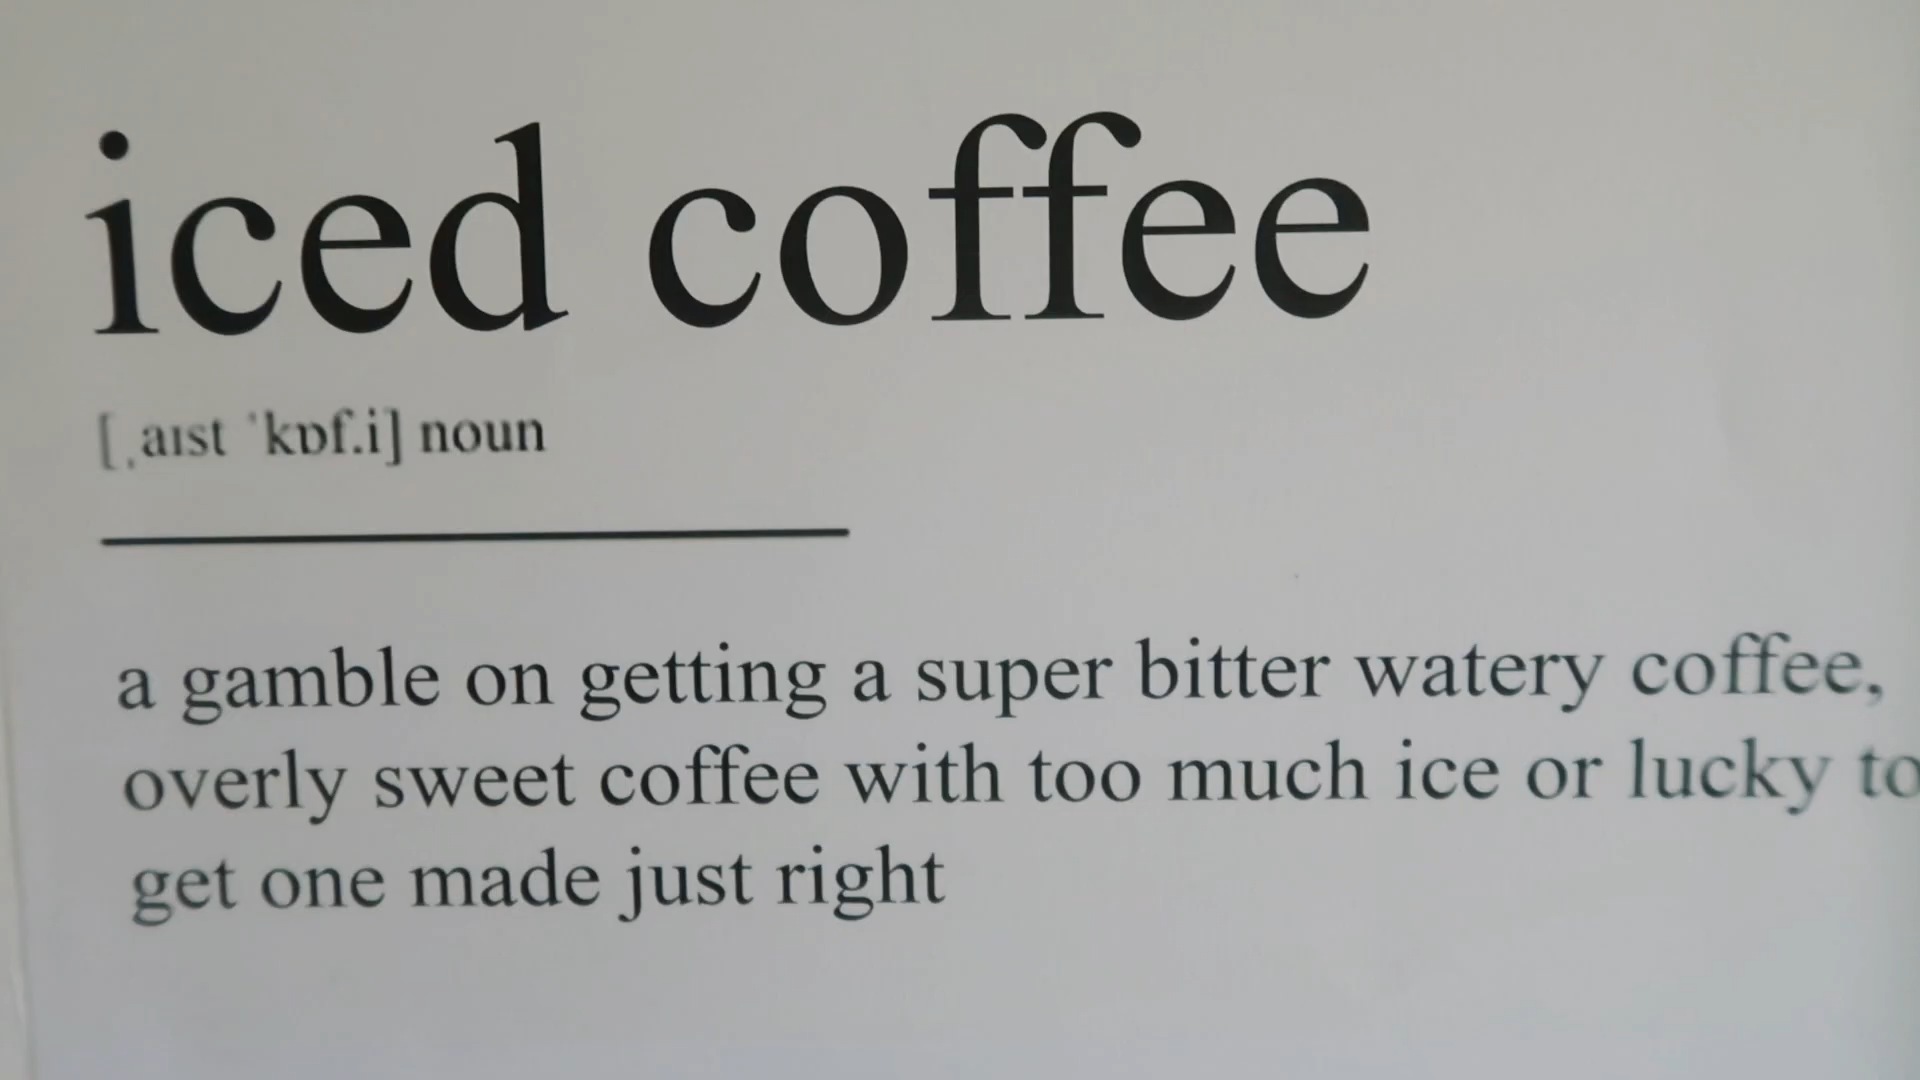 iced coffee
[ˌaɪst ˈkɒf.i] noun
a gamble on getting a super bitter watery coffee,
overly sweet coffee with too much ice or lucky to
get one made just right